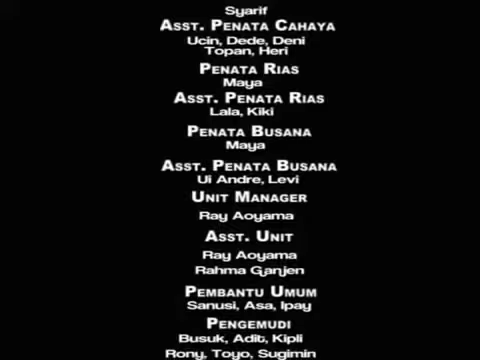 Syarif
Asst. Penata Cahaya
Ucin, Dede, Deni
Topan, Heri
Penata Rias
Maya
Asst. Penata Rias
Lala, Kiki
Penata Busana
Maya
Asst. Penata Busana
Ui Andre, Levi
Unit Manager
Ray Aoyama
Asst. Unit
Ray Aoyama
Rahma Ganjen
Pembantu Umum
Sanusi, Asa, Ipay
Pengemudi
Busuk, Adit, Kipli
Rony, Toyo, Sugimin